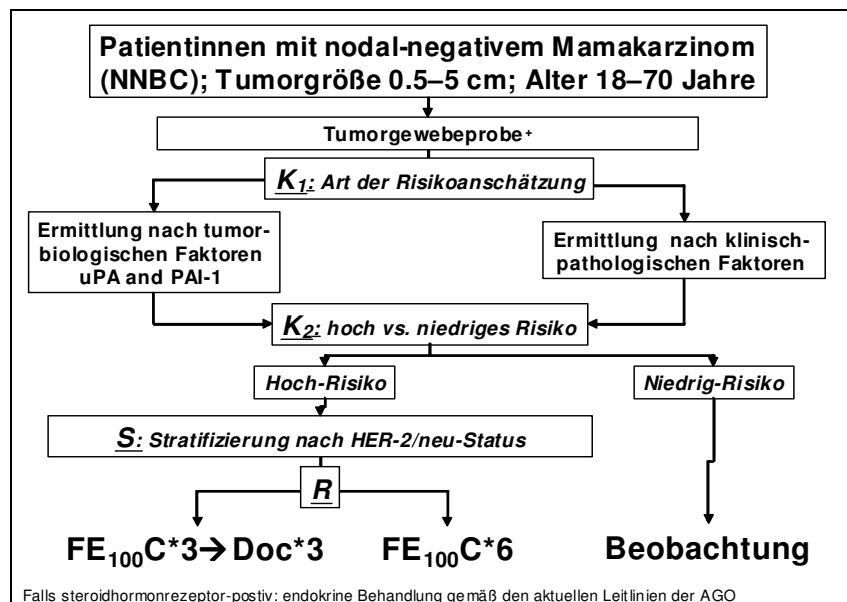 Patientinnen mit nodal-negativem Mamakarzinom
(NNBC); Tumorgröße 0.5–5 cm; Alter 18–70 Jahre
Tumorgewebeprobe+
K1: Art der Risikoanschätzung
Ermittlung nach tumor-
biologischen Faktoren
uPA and PAI-1
Ermittlung nach klinisch-
pathologischen Faktoren
K2: hoch vs. niedriges Risiko
Hoch-Risiko
Niedrig-Risiko
S: Stratifizierung nach HER-2/neu-Status
R
FE100C*3→Doc*3
FE100C*6
Beobachtung
Falls steroidhormonrezeptor-postiv: endokrine Behandlung gemäß den aktuellen Leitlinien der AGO